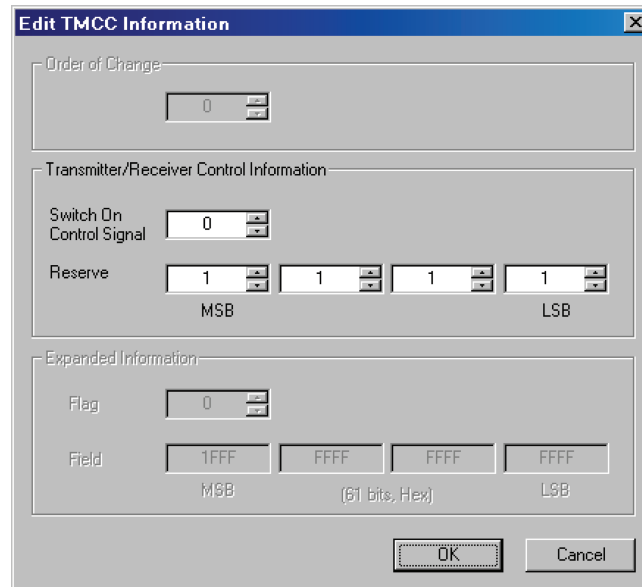 Edit TMCC Information
Order of Change
0
Transmitter/Receiver Control Information
Switch On
Control Signal
0
Reserve
1 1 1 1
MSB LSB
Expanded Information
Flag
0
Field
1FFF FFFF FFFF FFFF
MSB (61 bits, Hex) LSB
OK Cancel